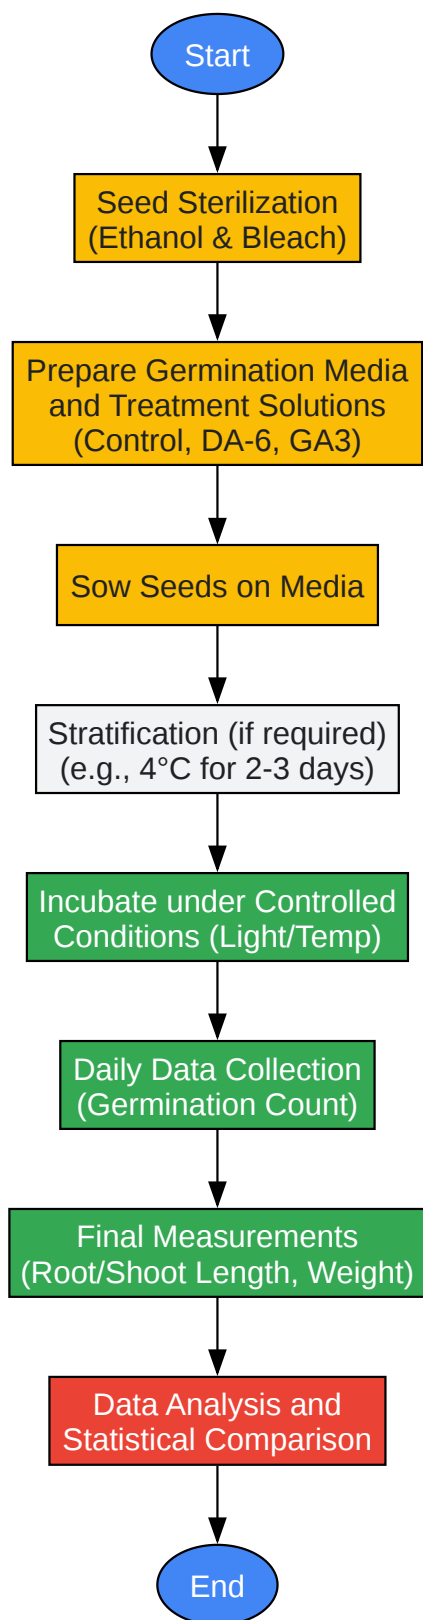 Start
Seed Sterilization
(Ethanol & Bleach)
Prepare Germination Media
and Treatment Solutions
(Control, DA-6, GA3)
Sow Seeds on Media
Stratification (if required)
(e.g., 4°C for 2-3 days)
Incubate under Controlled
Conditions (Light/Temp)
Daily Data Collection
(Germination Count)
Final Measurements
(Root/Shoot Length, Weight)
Data Analysis and
Statistical Comparison
End